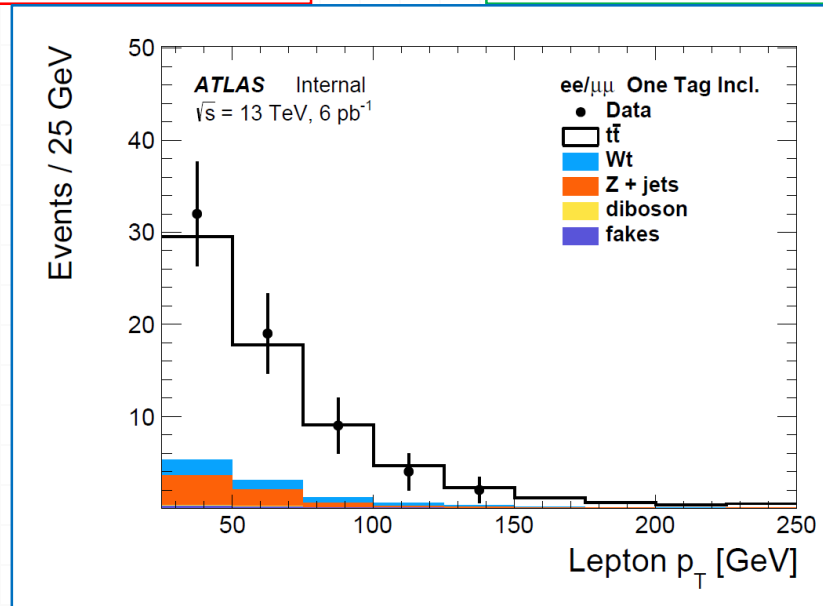 50
40
30
20
10
Events / 25 GeV
ATLAS Internal
√s = 13 TeV, 6 pb⁻¹
ee/μμ One Tag Incl.
Data
tt̄
Wt
Z + jets
diboson
fakes
50 100 150 200 250
Lepton p_T [GeV]